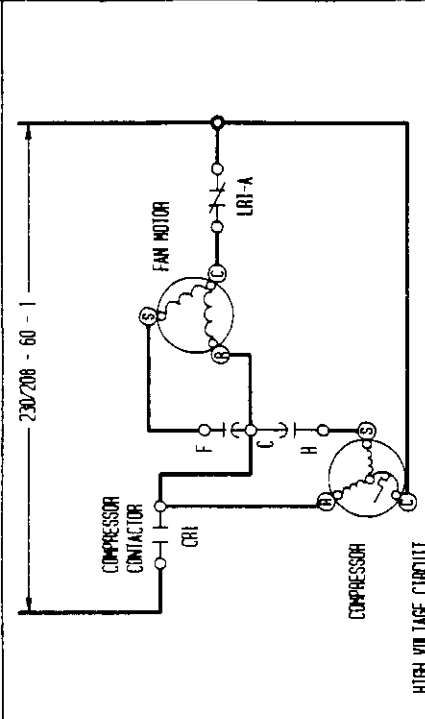 230/208 - 60 - 1
FAN MOTOR
S
R
C
LR1-A
COMPRESSOR
CONTACTOR
CR1
F
C
H
R
S
C
COMPRESSOR
HIGH VOLTAGE CIRCUIT